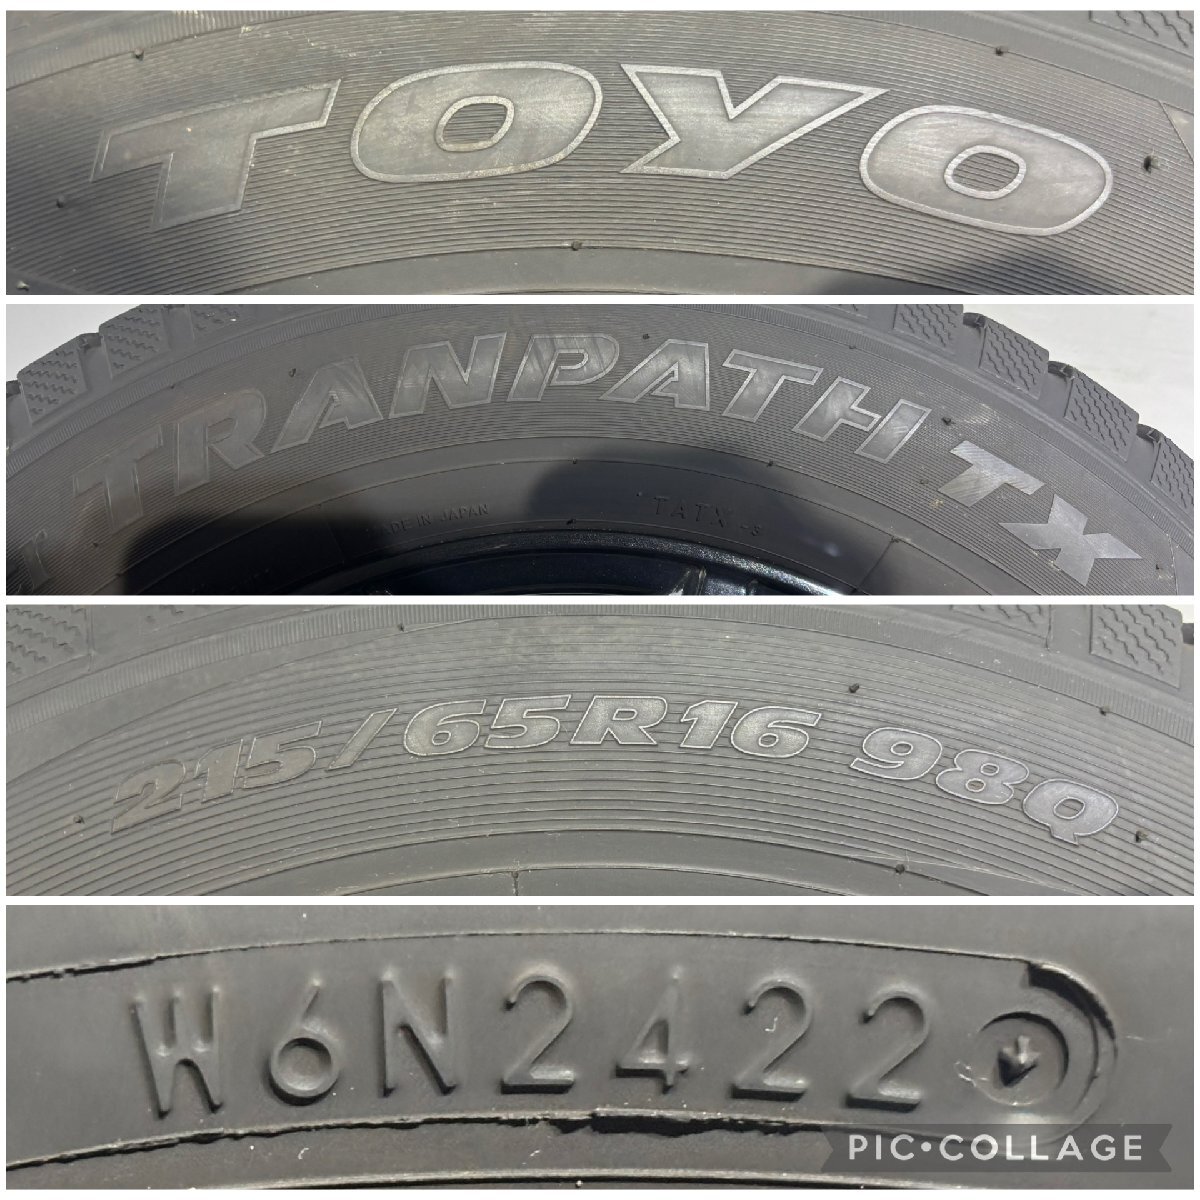 TOYO
TRANPATH TX
MADE IN JAPAN
TATX -3
215/65R16 98Q
W6N2422
PIC•COLLAGE